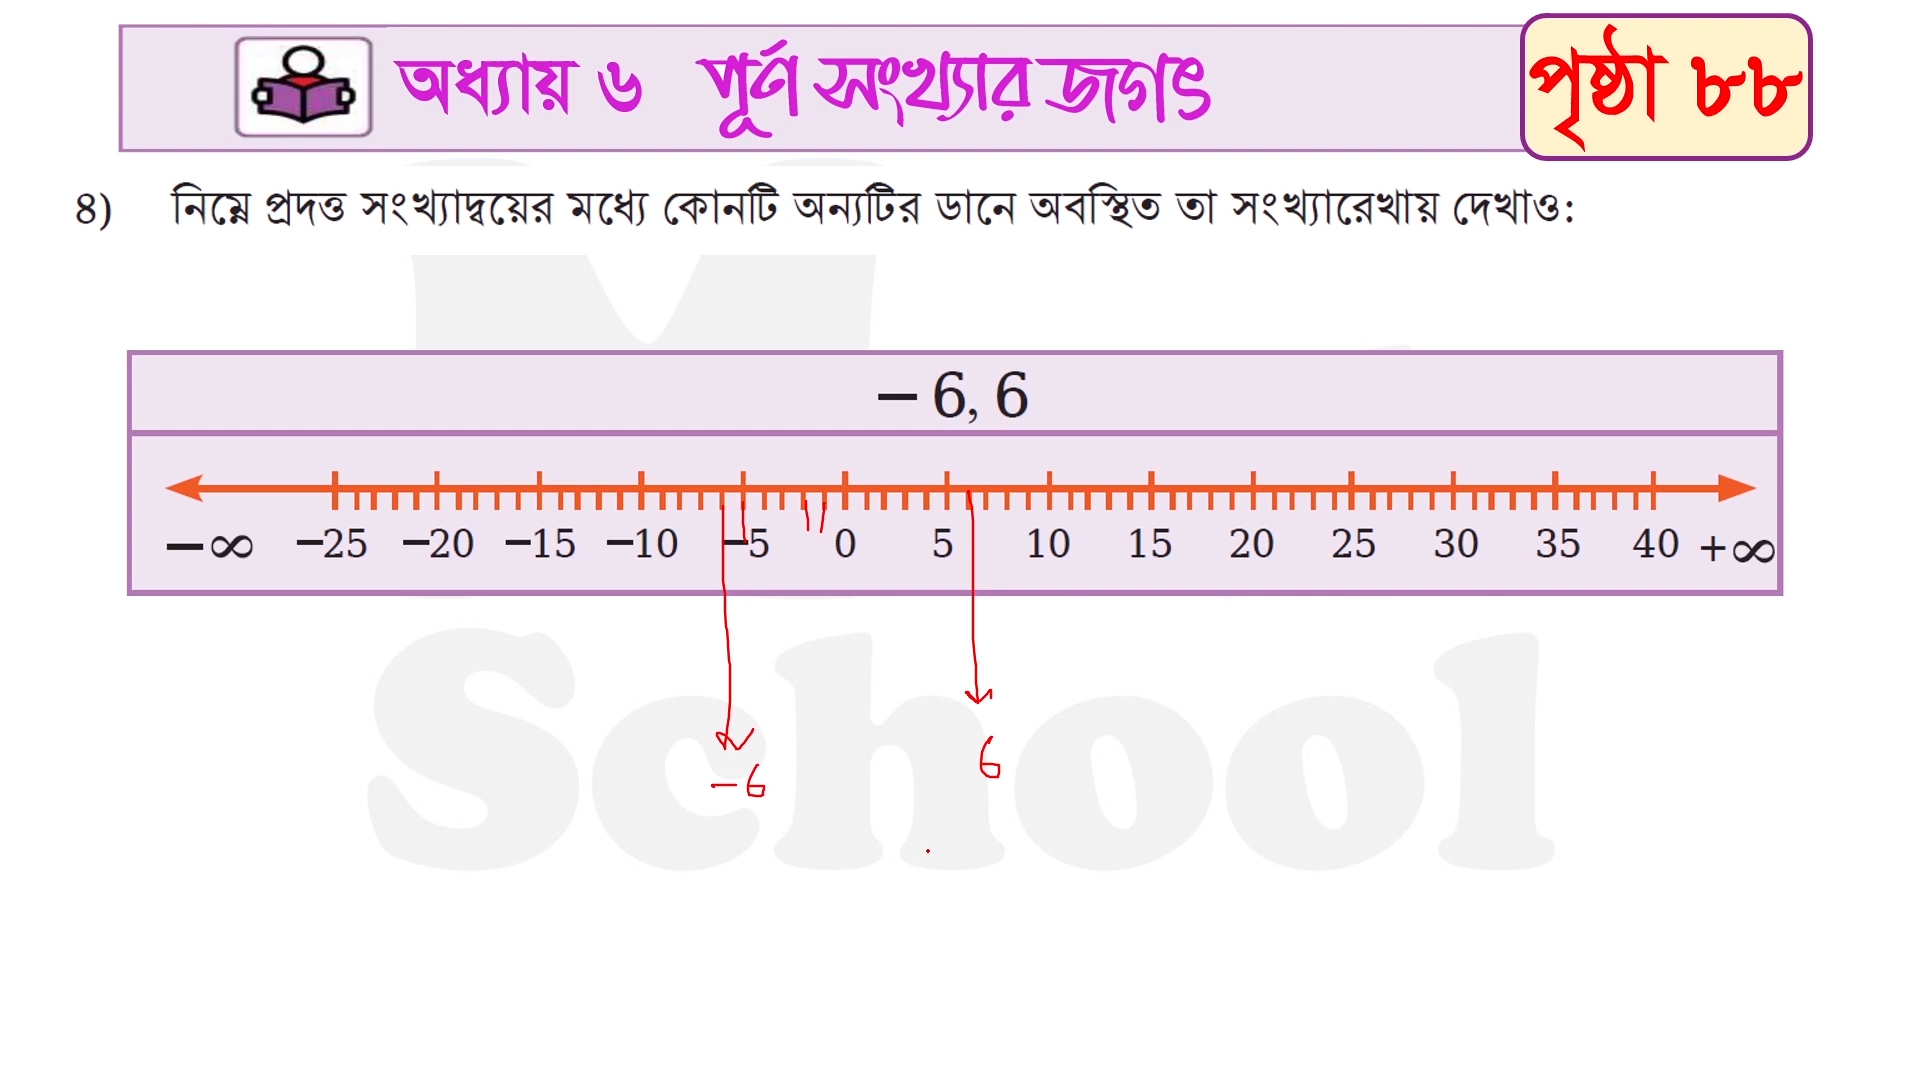 অধ্যায় ৬ পূর্ণ সংখ্যার জগৎ
পৃষ্ঠা ৮৮
৪) নিম্নে প্রদত্ত সংখ্যাদ্বয়ের মধ্যে কোনটি অন্যটির ডানে অবস্থিত তা সংখ্যারেখায় দেখাও:
− 6, 6
−∞ −25 −20 −15 −10 −5 0 5 10 15 20 25 30 35 40 +∞
−6 6
School